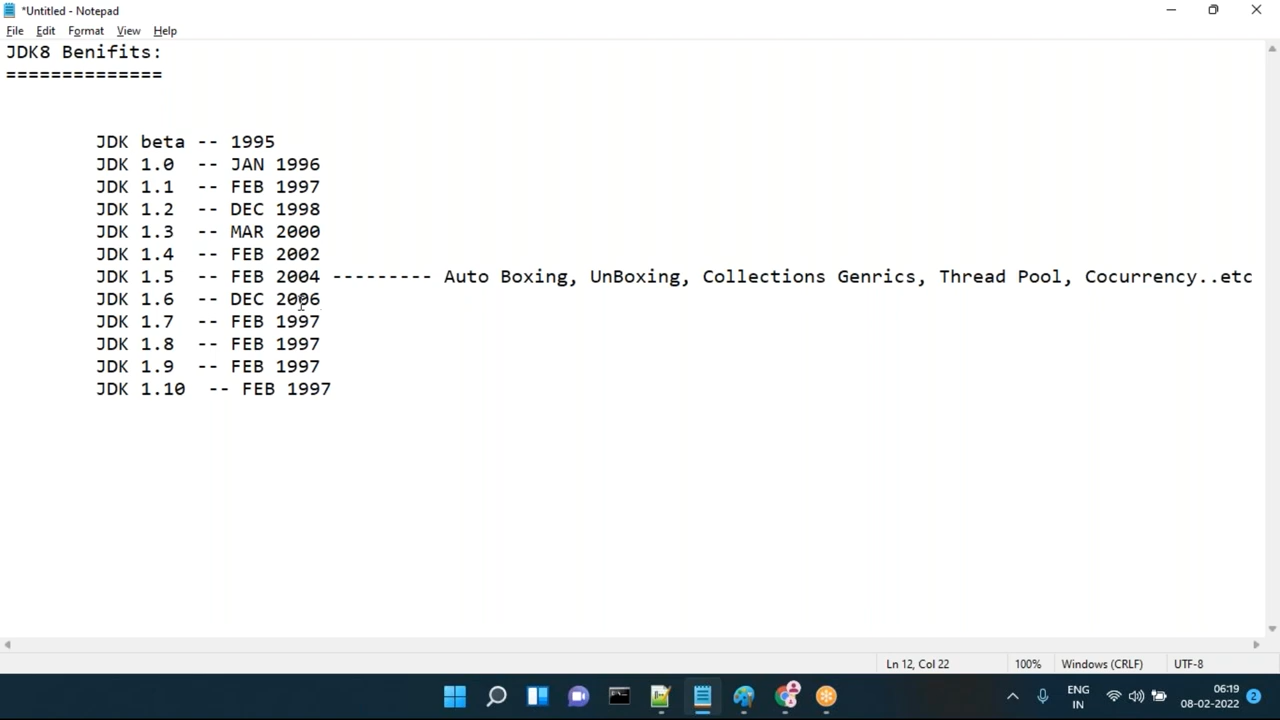 *Untitled - Notepad
File Edit Format View Help
JDK8 Benifits:
==============
JDK beta -- 1995
JDK 1.0 -- JAN 1996
JDK 1.1 -- FEB 1997
JDK 1.2 -- DEC 1998
JDK 1.3 -- MAR 2000
JDK 1.4 -- FEB 2002
JDK 1.5 -- FEB 2004 --------- Auto Boxing, UnBoxing, Collections Genrics, Thread Pool, Cocurrency..etc
JDK 1.6 -- DEC 2006
JDK 1.7 -- FEB 1997
JDK 1.8 -- FEB 1997
JDK 1.9 -- FEB 1997
JDK 1.10 -- FEB 1997
Ln 12, Col 22 100% Windows (CRLF) UTF-8
ENG 06:19
IN 08-02-2022 2